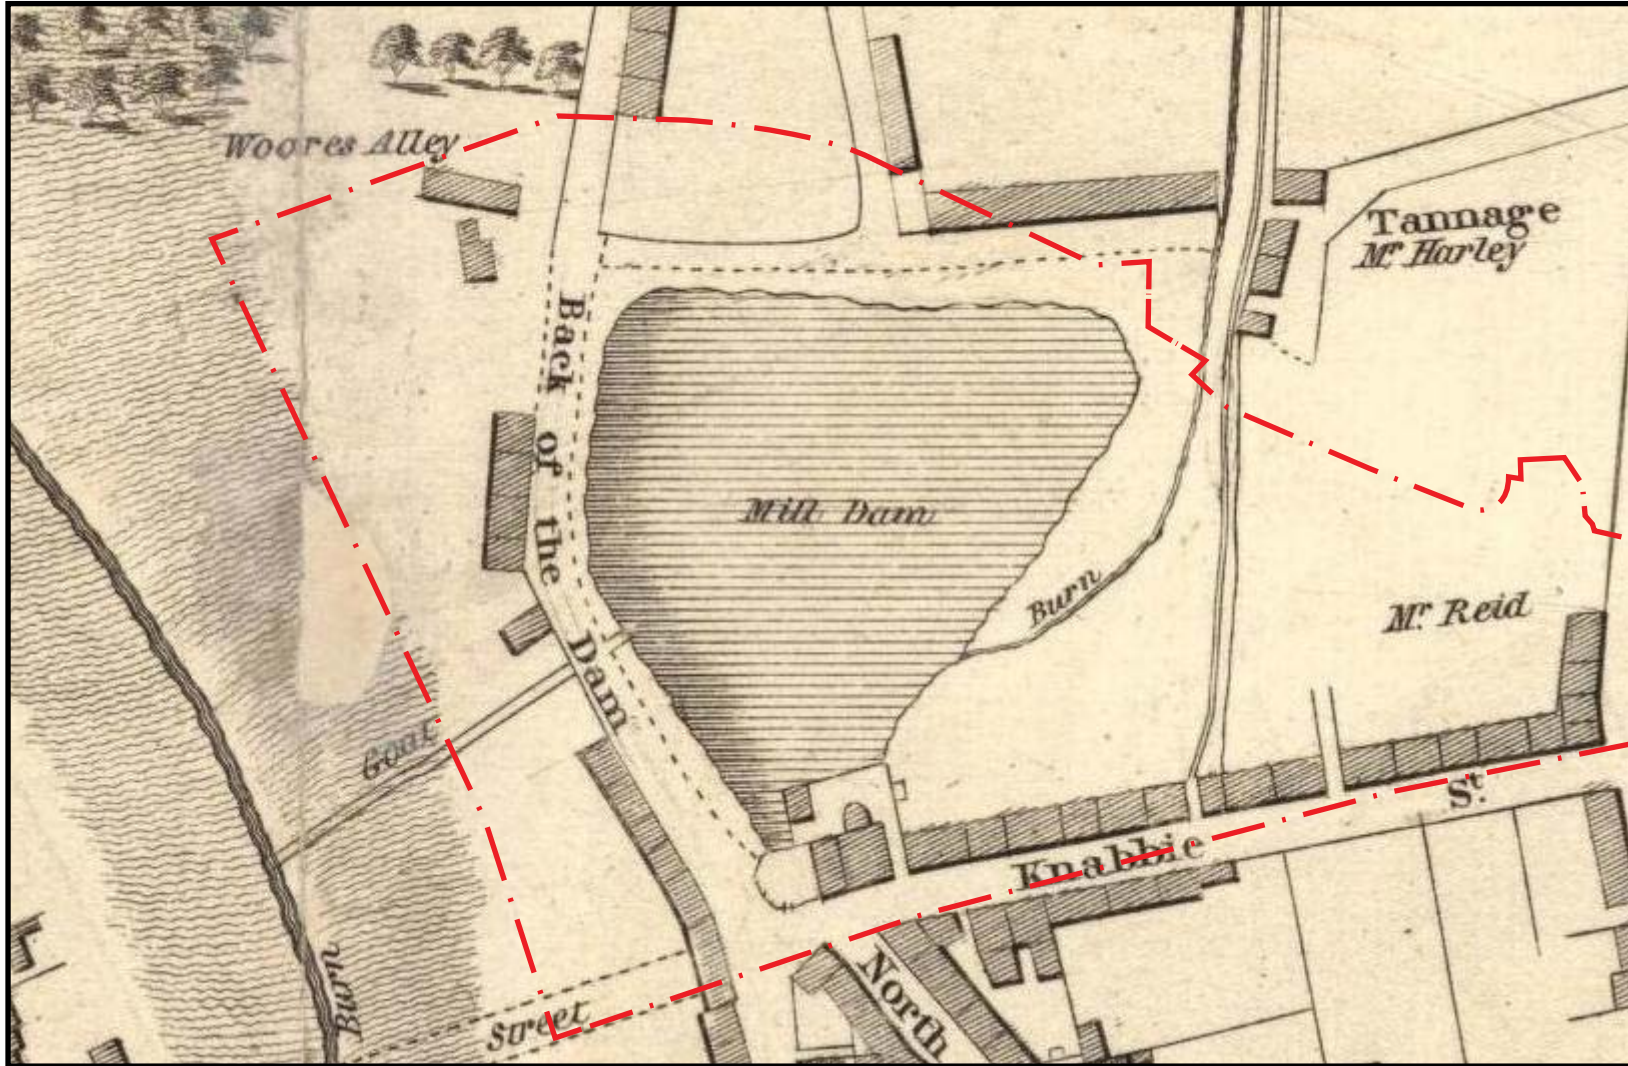 Woores Alley
Tannage
Mr. Harley
Back of the Dam
Mill Dam
Burn
Mr. Reid
Goat
Knabbie St.
North
Street
Burn